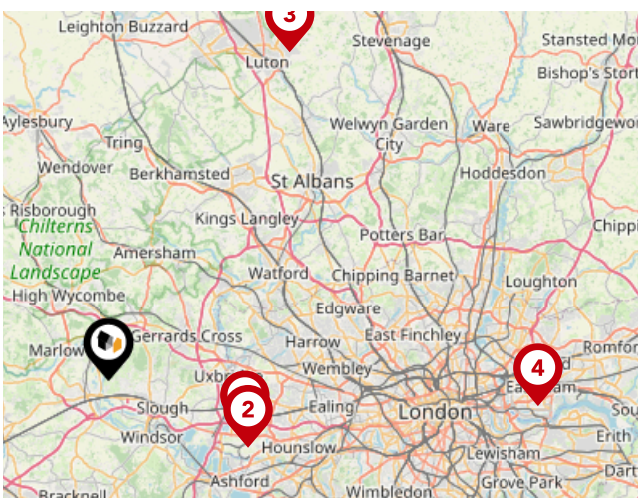 3
Leighton Buzzard
Stevenage
Stansted Mo
Luton
Bishop's Stort
Aylesbury
Welwyn Garden
City
Ware
Sawbridgewo
Tring
Wendover
Berkhamsted
Hoddesdon
St Albans
Risborough
Kings Langley
Chilterns
National
Landscape
Potters Bar
Chippi
Amersham
Watford
Chipping Barnet
Loughton
High Wycombe
Edgware
Gerrards Cross
Harrow
East Finchley
Marlow
Romfor
Wembley
4
Uxbri
2
Slough
Ealing
London
Sou
Windsor
Hounslow
Erith
Lewisham
Dart
Ashford
Grove Park
Bracknell
Wimbledon